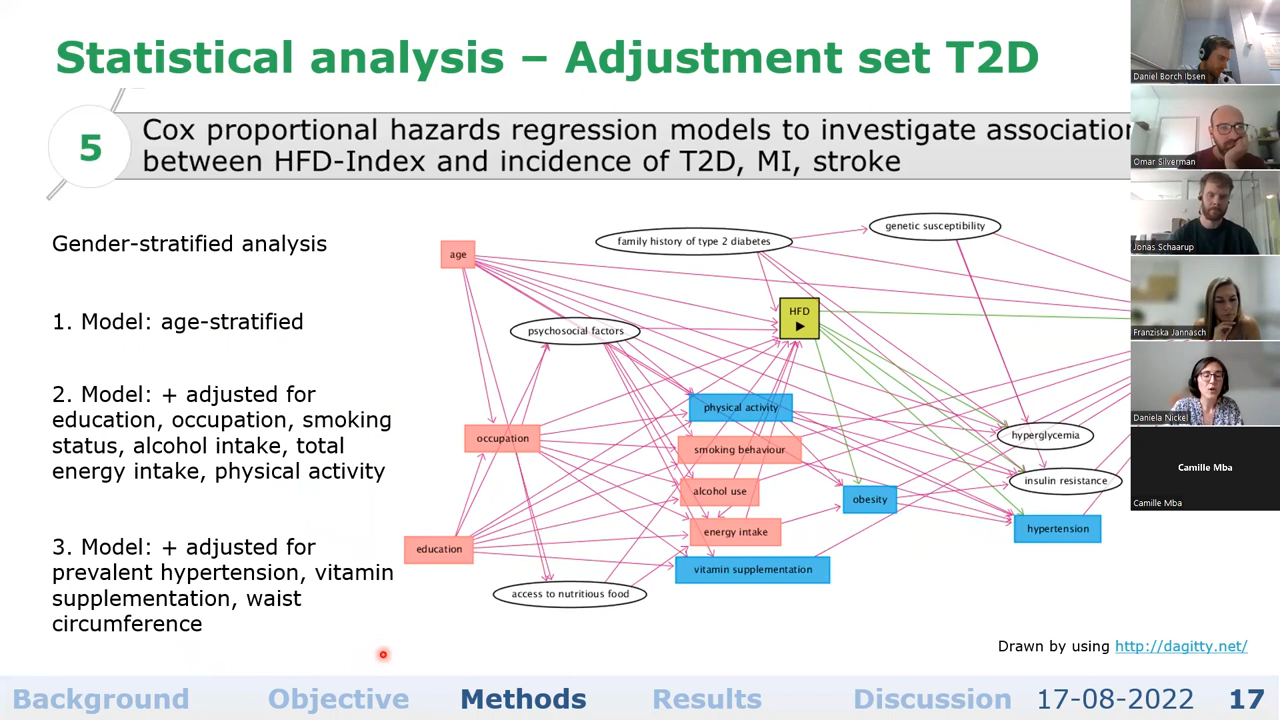 Statistical analysis – Adjustment set T2D
5
Cox proportional hazards regression models to investigate association
between HFD-Index and incidence of T2D, MI, stroke
Gender-stratified analysis
1. Model: age-stratified
2. Model: + adjusted for
education, occupation, smoking
status, alcohol intake, total
energy intake, physical activity
3. Model: + adjusted for
prevalent hypertension, vitamin
supplementation, waist
circumference
age
family history of type 2 diabetes
genetic susceptibility
HFD
psychosocial factors
physical activity
occupation
smoking behaviour
hyperglycemia
alcohol use
insulin resistance
obesity
energy intake
hypertension
education
vitamin supplementation
access to nutritious food
Drawn by using http://dagitty.net/
Daniel Borch Ibsen
Omar Silverman
Jonas Schaarup
Franziska Jannasch
Daniela Nickel
Camille Mba
Camille Mba
Background Objective Methods Results Discussion 17-08-2022 17